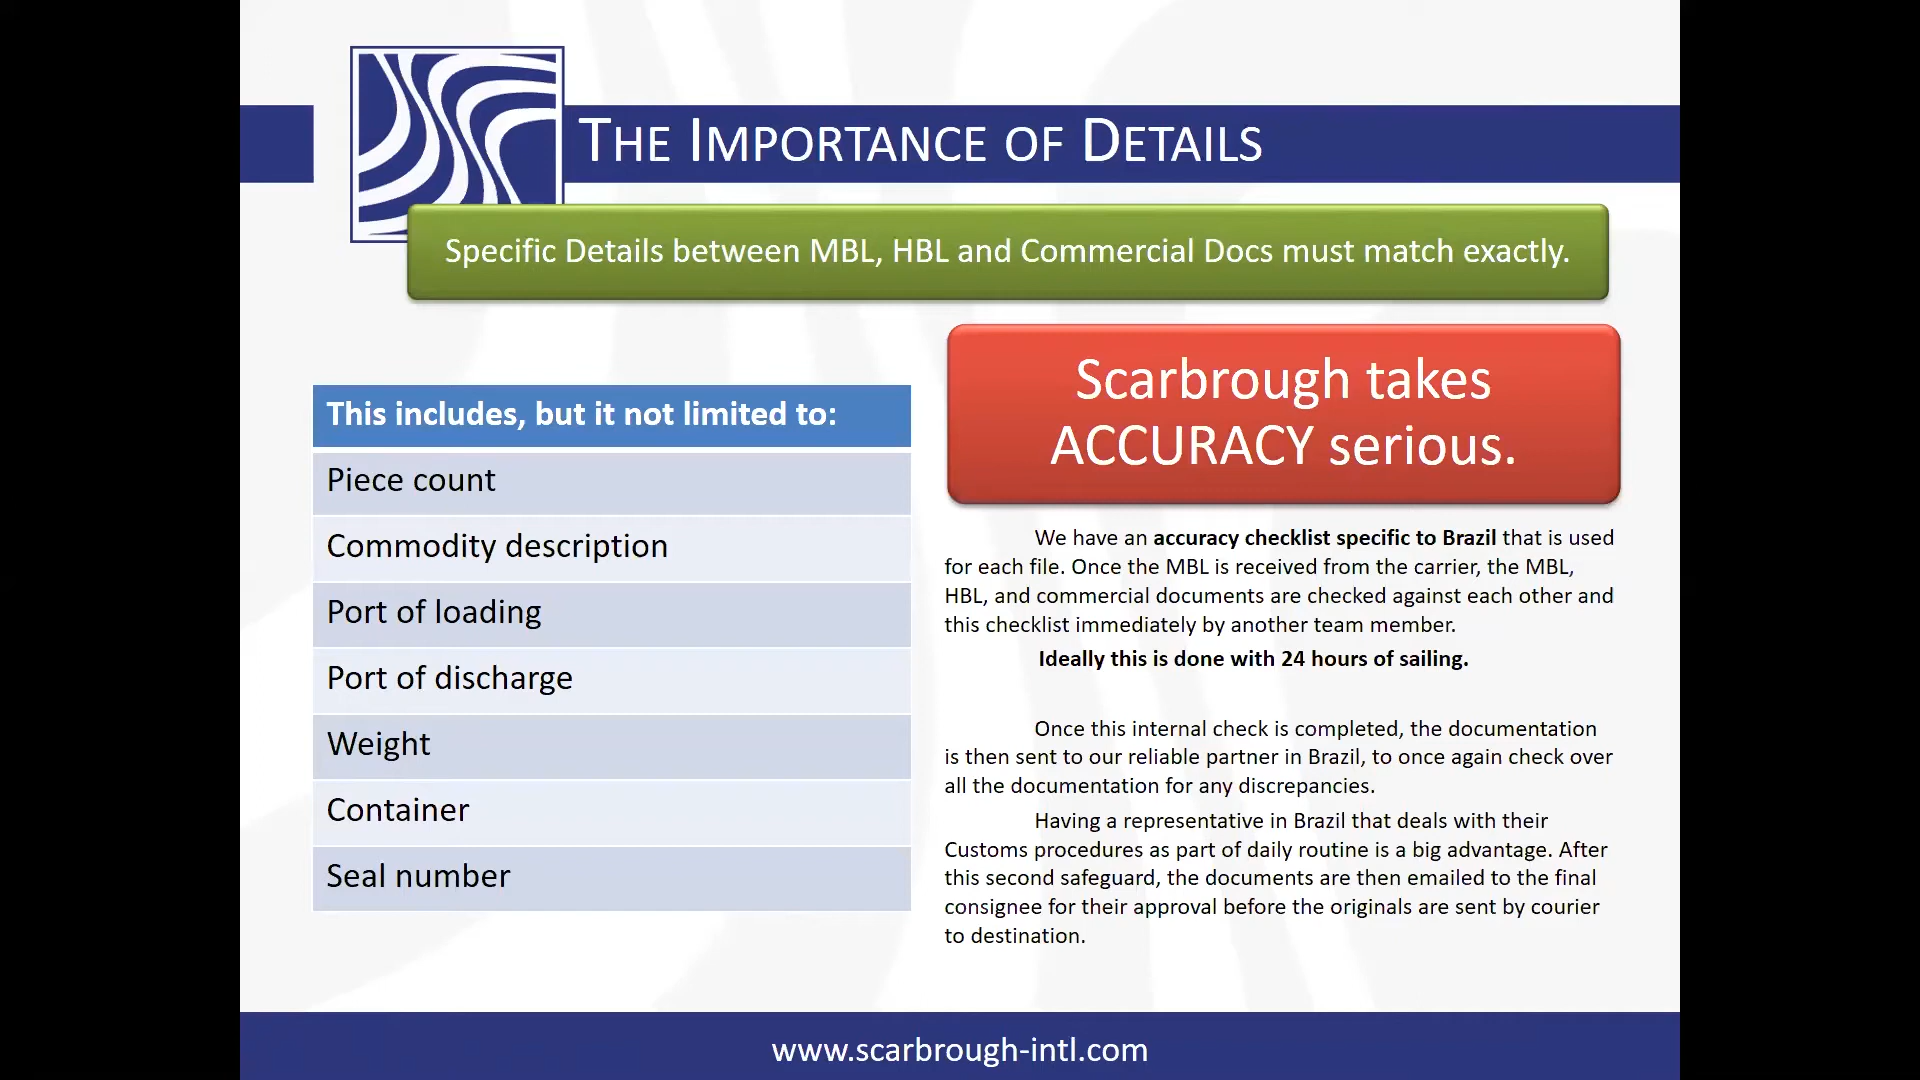 THE IMPORTANCE OF DETAILS
Specific Details between MBL, HBL and Commercial Docs must match exactly.
This includes, but it not limited to:
Piece count
Commodity description
Port of loading
Port of discharge
Weight
Container
Seal number
Scarbrough takes
ACCURACY serious.
We have an accuracy checklist specific to Brazil that is used
for each file. Once the MBL is received from the carrier, the MBL,
HBL, and commercial documents are checked against each other and
this checklist immediately by another team member.
Ideally this is done with 24 hours of sailing.
Once this internal check is completed, the documentation
is then sent to our reliable partner in Brazil, to once again check over
all the documentation for any discrepancies.
Having a representative in Brazil that deals with their
Customs procedures as part of daily routine is a big advantage. After
this second safeguard, the documents are then emailed to the final
consignee for their approval before the originals are sent by courier
to destination.
www.scarbrough-intl.com